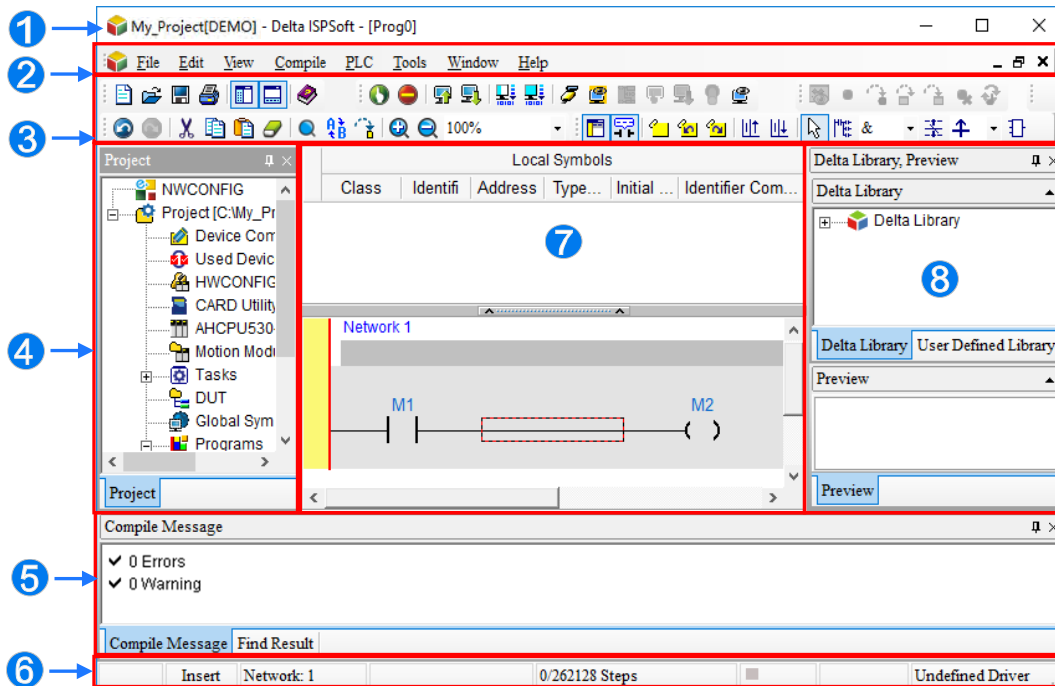 1
My_Project[DEMO] - Delta ISPSoft - [Prog0]
2
File Edit View Compile PLC Tools Window Help
3
100%
&
Project
NWCONFIG
Project [C:\My_Pr
Device Com
Used Devic
HWCONFIG
CARD Utility
AHCPU530-
Motion Modu
Tasks
DUT
Global Sym
Programs
Project
4
Local Symbols
Class Identifi Address Type... Initial ... Identifier Com...
7
Network 1
M1 M2
Delta Library, Preview
Delta Library
Delta Library
8
Delta Library User Defined Library
Preview
Preview
Compile Message
5
0 Errors
0 Warning
Compile Message Find Result
6
Insert Network: 1 0/262128 Steps Undefined Driver